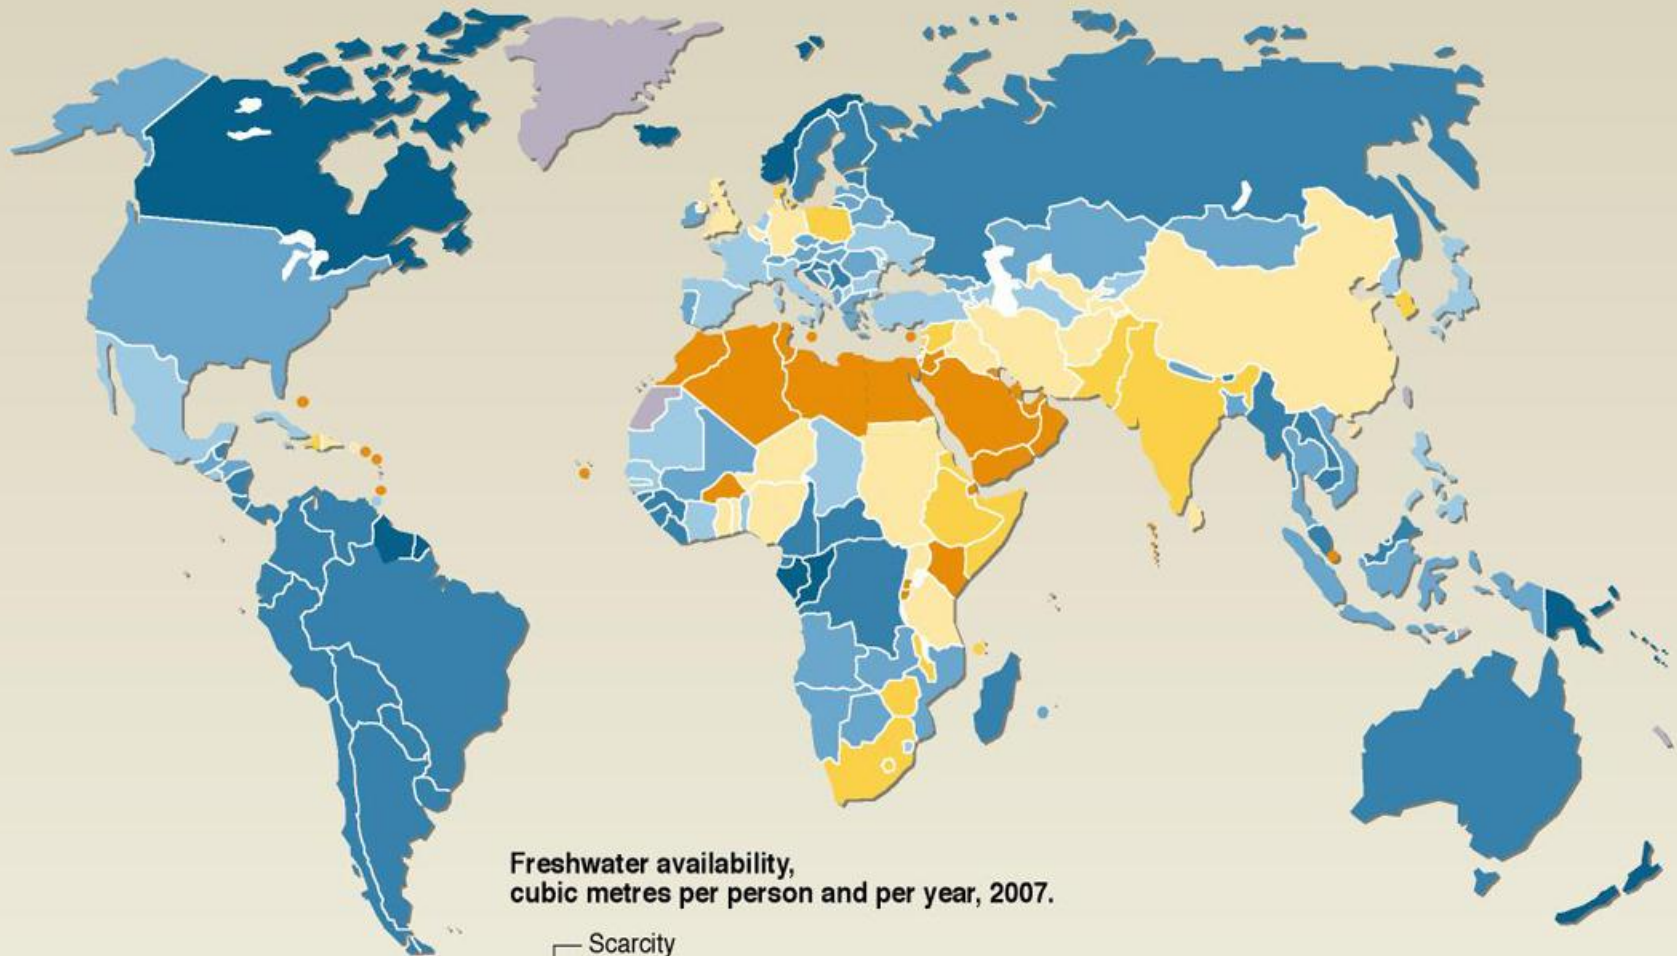 Freshwater availability,
cubic metres per person and per year, 2007.
Scarcity